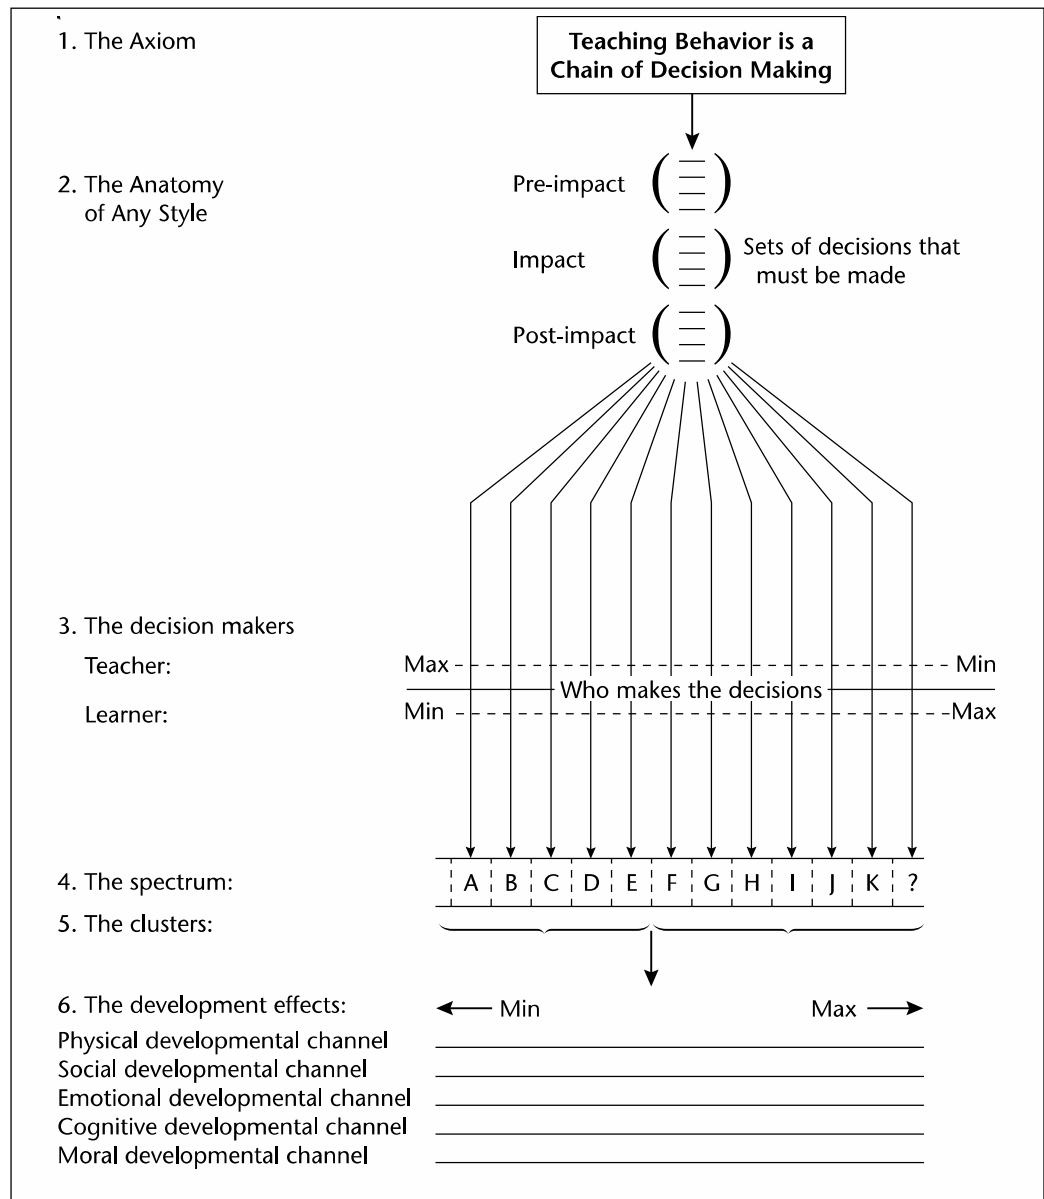 1. The Axiom
Teaching Behavior is a
Chain of Decision Making
2. The Anatomy
of Any Style
Pre-impact
Impact
Sets of decisions that
must be made
Post-impact
3. The decision makers
Teacher:
Max
Min
Who makes the decisions
Learner:
Min
Max
4. The spectrum:
A B C D E F G H I J K ?
5. The clusters:
6. The development effects:
Min
Max
Physical developmental channel
Social developmental channel
Emotional developmental channel
Cognitive developmental channel
Moral developmental channel